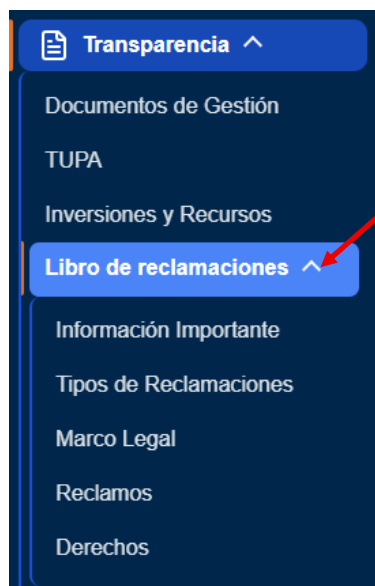 Transparencia
Documentos de Gestión
TUPA
Inversiones y Recursos
Libro de reclamaciones
Información Importante
Tipos de Reclamaciones
Marco Legal
Reclamos
Derechos